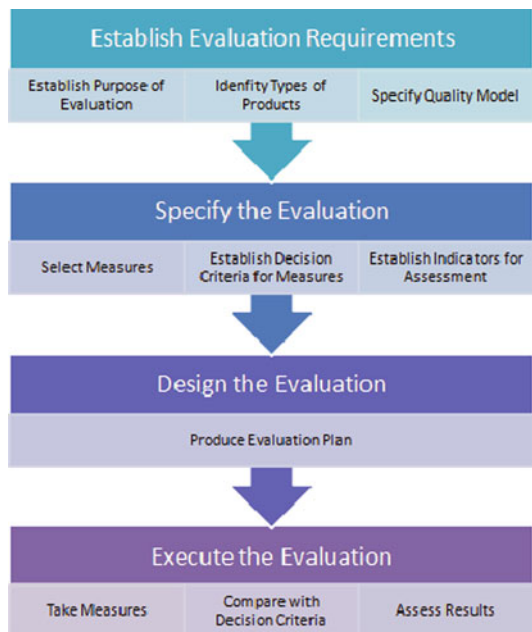 Establish Evaluation Requirements
Establish Purpose of
Evaluation
Idenfity Types of
Products
Specify Quality Model
Specify the Evaluation
Select Measures
Establish Decision
Criteria for Measures
Establish Indicators for
Assessment
Design the Evaluation
Produce Evaluation Plan
Execute the Evaluation
Take Measures
Compare with
Decision Criteria
Assess Results